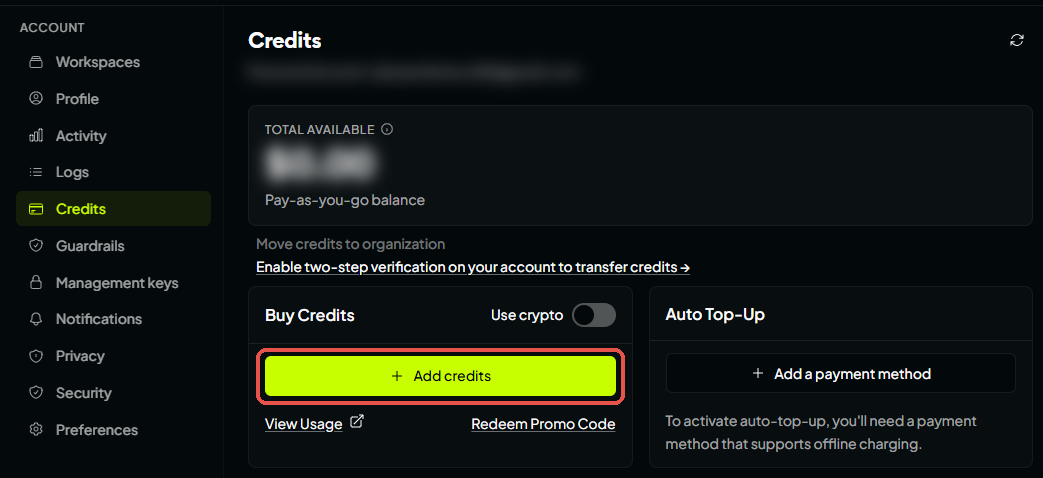 ACCOUNT
Workspaces
Profile
Activity
Logs
Credits
Guardrails
Management keys
Notifications
Privacy
Security
Preferences
Credits
TOTAL AVAILABLE
Pay-as-you-go balance
Move credits to organization
Enable two-step verification on your account to transfer credits →
Buy Credits
Use crypto
+ Add credits
View Usage
Redeem Promo Code
Auto Top-Up
+ Add a payment method
To activate auto-top-up, you'll need a payment
method that supports offline charging.